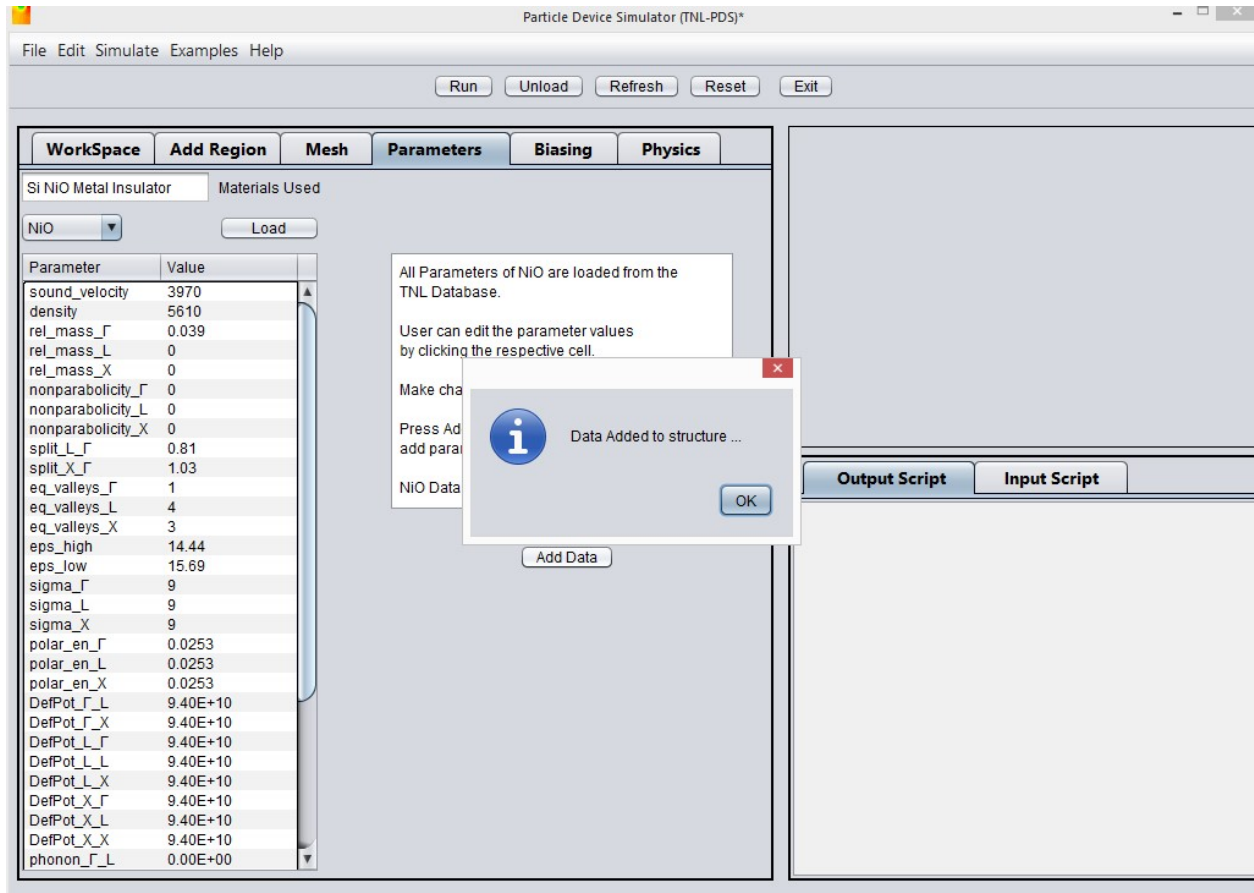 Particle Device Simulator (TNL-PDS)*
File Edit Simulate Examples Help
Run Unload Refresh Reset Exit
WorkSpace Add Region Mesh Parameters Biasing Physics
Si NiO Metal Insulator Materials Used
NiO Load
Parameter Value
sound_velocity 3970
density 5610
rel_mass_Γ 0.039
rel_mass_L 0
rel_mass_X 0
nonparabolicity_Γ 0
nonparabolicity_L 0
nonparabolicity_X 0
split_L_Γ 0.81
split_X_Γ 1.03
eq_valleys_Γ 1
eq_valleys_L 4
eq_valleys_X 3
eps_high 14.44
eps_low 15.69
sigma_Γ 9
sigma_L 9
sigma_X 9
polar_en_Γ 0.0253
polar_en_L 0.0253
polar_en_X 0.0253
DefPot_Γ_L 9.40E+10
DefPot_Γ_X 9.40E+10
DefPot_L_Γ 9.40E+10
DefPot_L_L 9.40E+10
DefPot_L_X 9.40E+10
DefPot_X_Γ 9.40E+10
DefPot_X_L 9.40E+10
DefPot_X_X 9.40E+10
phonon_Γ_L 0.00E+00
All Parameters of NiO are loaded from the
TNL Database.
User can edit the parameter values
by clicking the respective cell.
Make cha
Press Ad
add para
NiO Data
Data Added to structure ...
OK
Add Data
Output Script Input Script